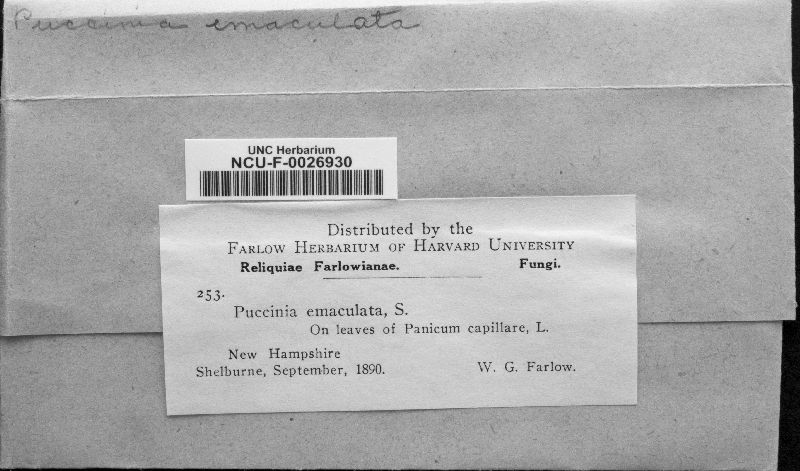 Puccinia emaculata
UNC Herbarium
NCU-F-0026930
Distributed by the
FARLOW HERBARIUM OF HARVARD UNIVERSITY
Reliquiae Farlowianae. Fungi.
253.
Puccinia emaculata, S.
On leaves of Panicum capillare, L.
New Hampshire
Shelburne, September, 1890. W. G. Farlow.